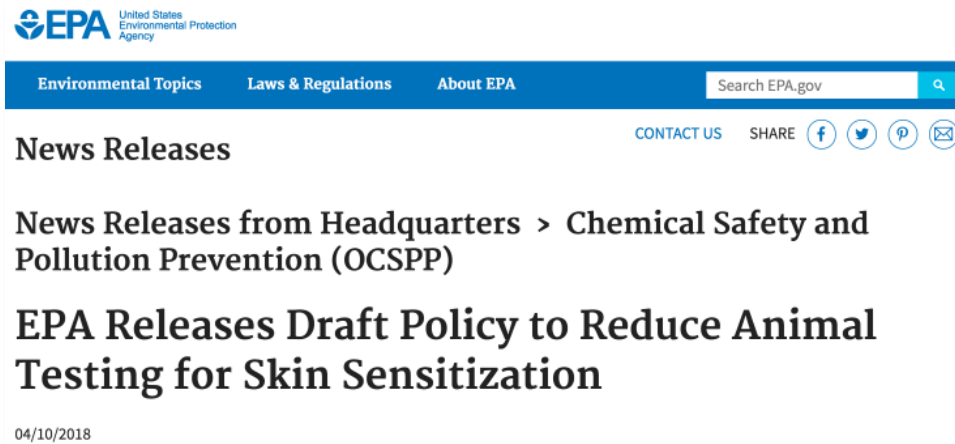 EPA
United States
Environmental Protection
Agency
Environmental Topics Laws & Regulations About EPA Search EPA.gov
CONTACT US SHARE
News Releases
News Releases from Headquarters > Chemical Safety and
Pollution Prevention (OCSPP)
EPA Releases Draft Policy to Reduce Animal
Testing for Skin Sensitization
04/10/2018